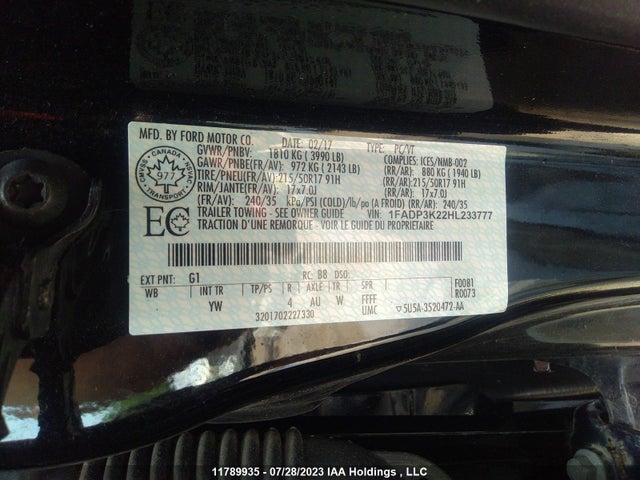 MFD. BY FORD MOTOR CO. DATE: 02/17 TYPE: PC/VT
GVWR/PNBV: 1810 KG ( 3990 LB) COMPLIES: ICES/NMB-002
GAWR/PNBE(FR/AV): 972 KG ( 2143 LB) (RR/AR): 880 KG ( 1940 LB)
TIRE/PNEU(FR/AV):215/50R17 91H (RR/AR): 215/50R17 91H
RIM/JANTE(FR/AV): 17x7.0J (RR/AR): 17x7.0J
(FR/AV): 240/35 kPa/PSI (COLD)/lb/po (A FROID) (RR/AR): 240/35
TRAILER TOWING - SEE OWNER GUIDE VIN: 1FADP3K22HL233777
TRACTION D'UNE REMORQUE - VOIR LE GUIDE DU PROPRIETAIRE
CANADA
977
TRANSPORT
EC
EXT PNT: G1 RC: 88 DSO:
WB INT TR TP/PS R AXLE TR SPR F0081
YW 4 AU W FFFF R0073
UMC
3201702227330 5U5A-3520472-AA
11789935 - 07/28/2023 IAA Holdings , LLC